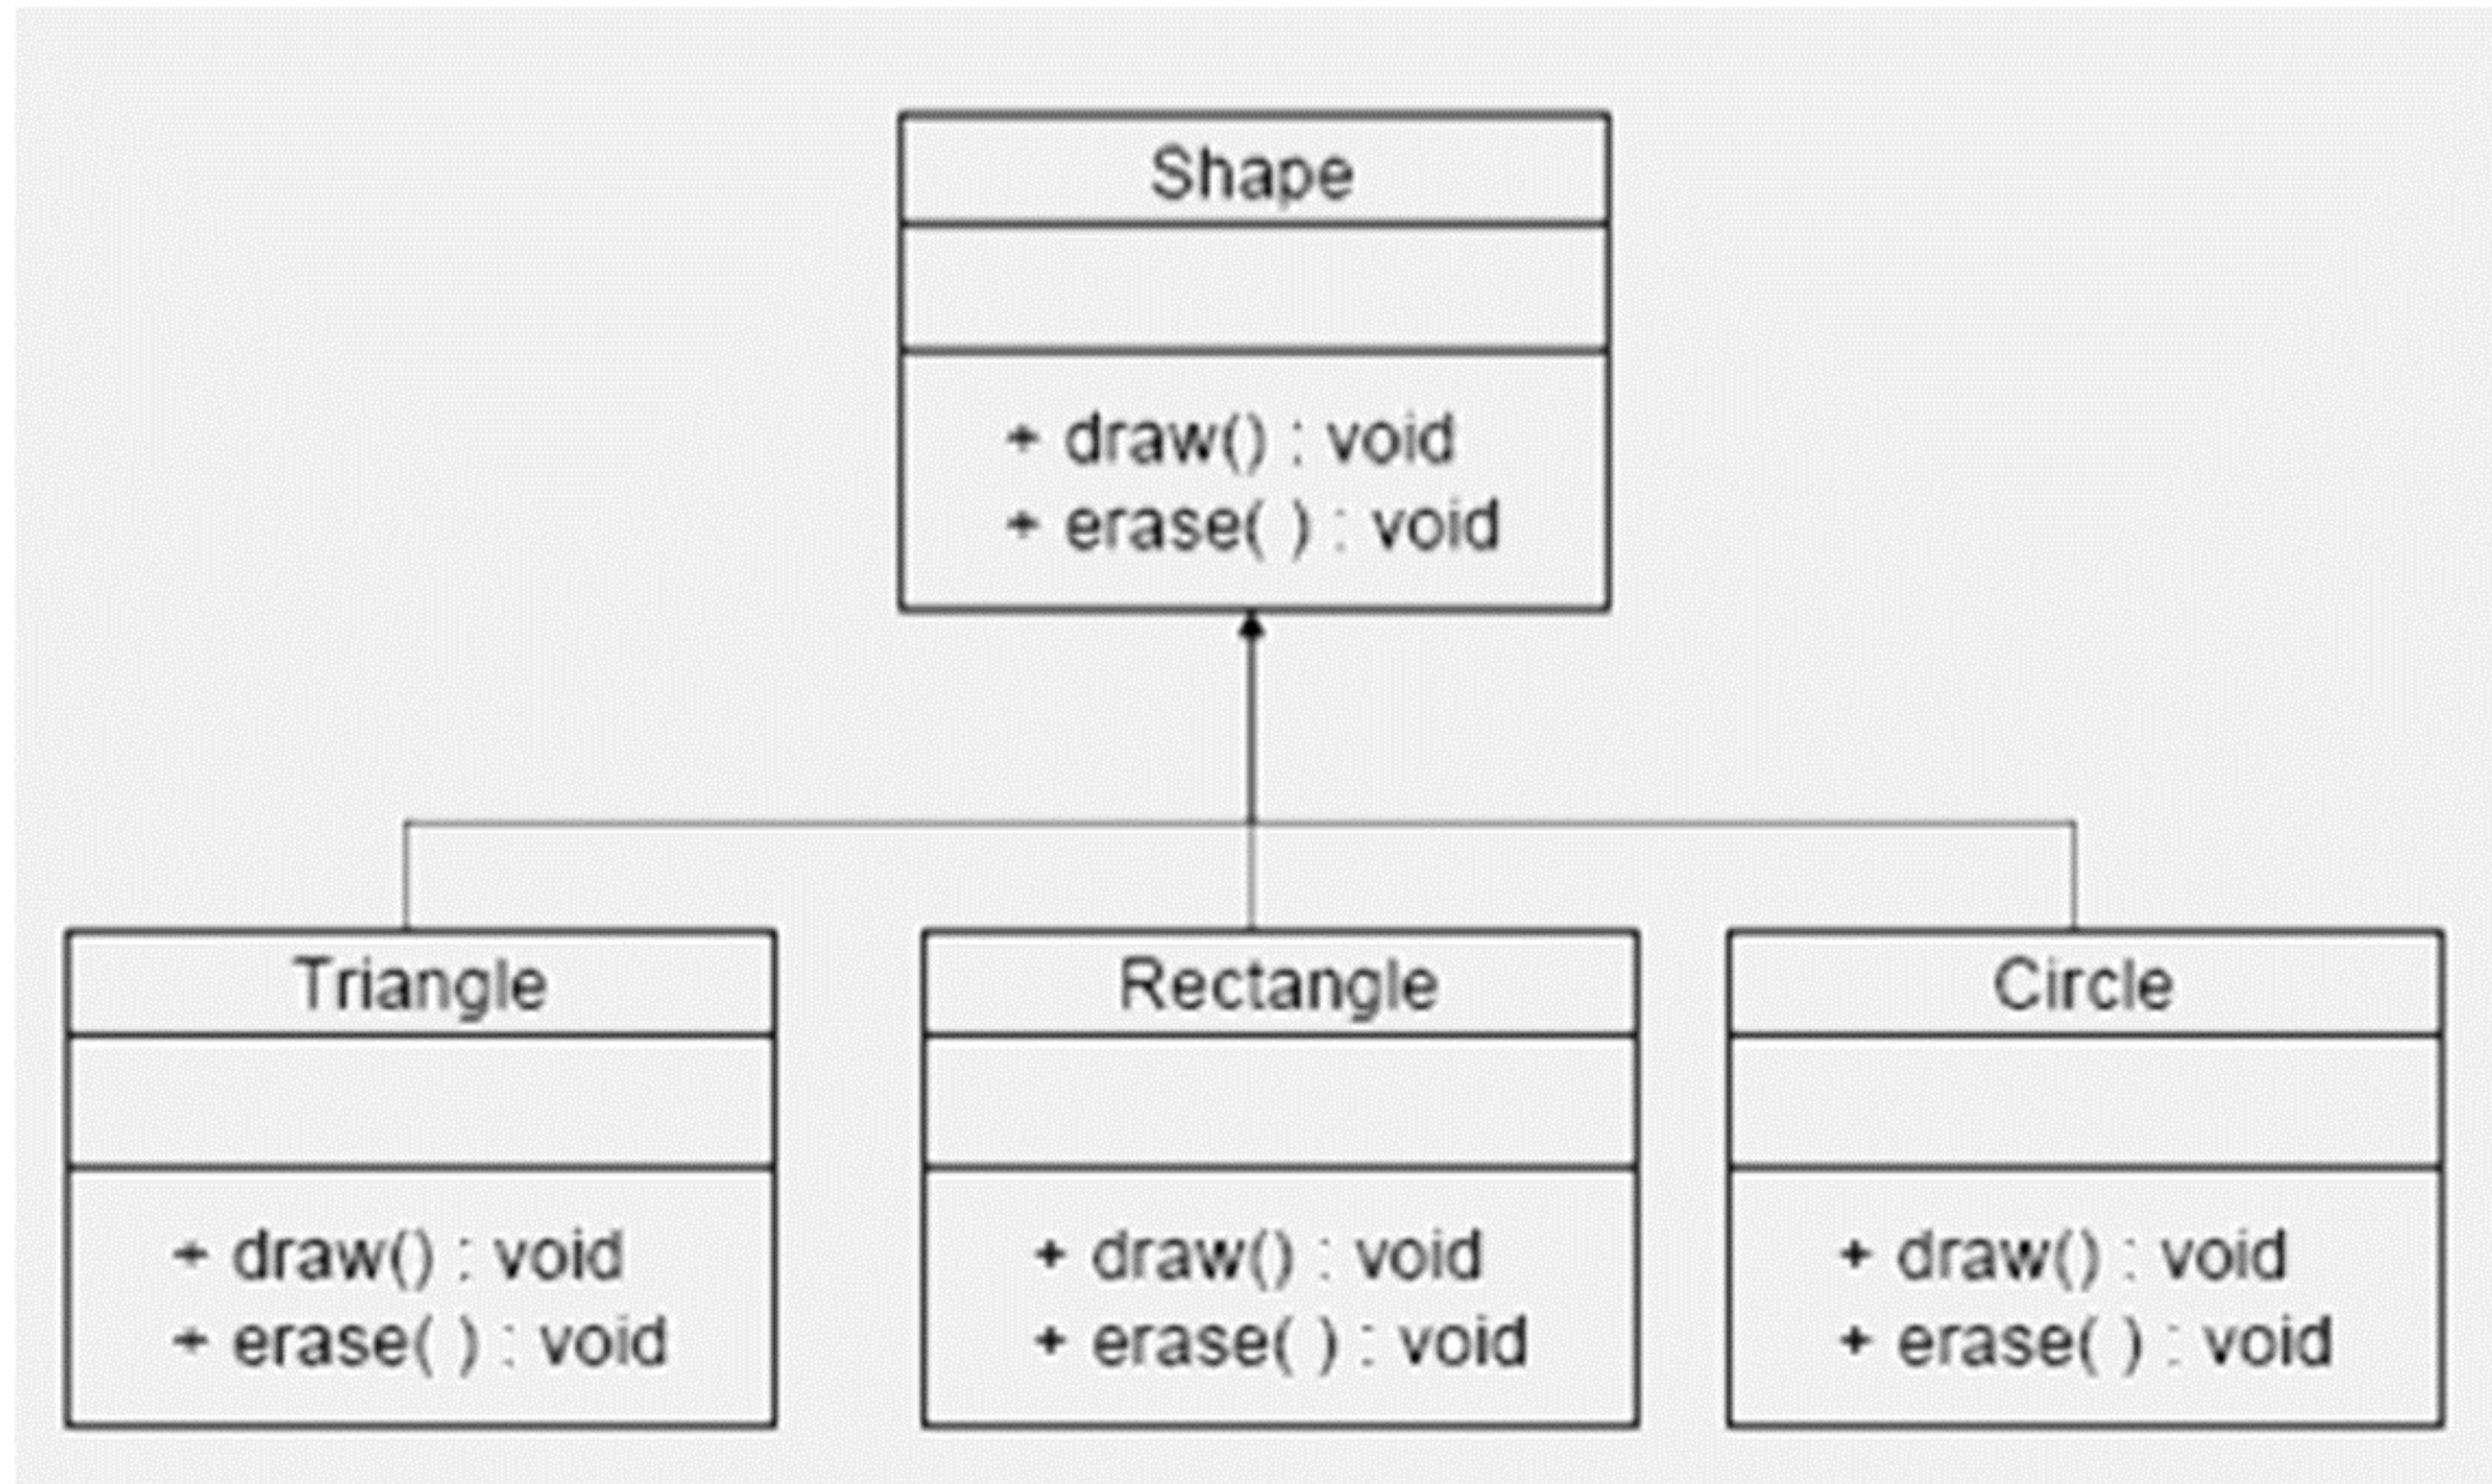 Shape
+ draw() : void
+ erase( ) : void
Triangle
+ draw() : void
+ erase( ) : void
Rectangle
+ draw() : void
+ erase( ) : void
Circle
+ draw() : void
+ erase( ) : void